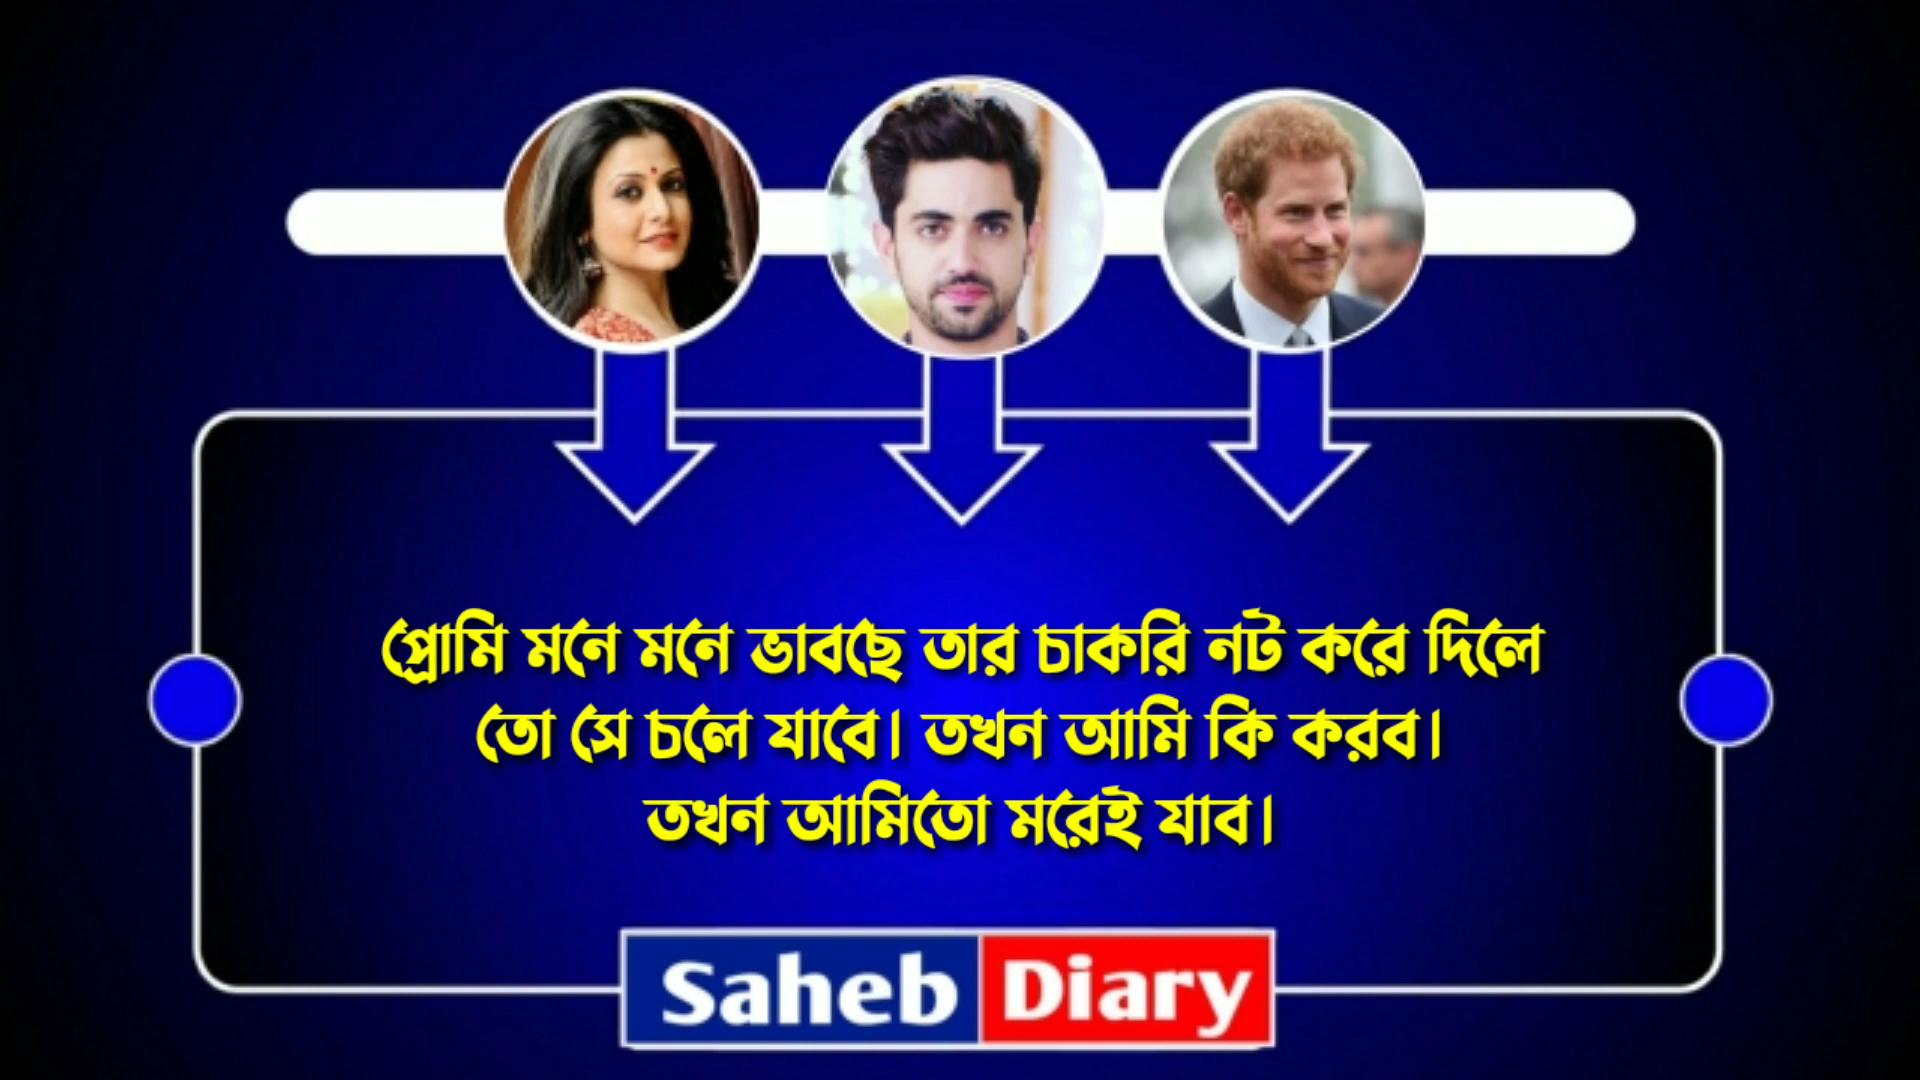 প্রোমি মনে মনে ভাবছে তার চাকরি নট করে দিলে
তো সে চলে যাবে। তখন আমি কি করব।
তখন আমিতো মরেই যাব।
Saheb Diary